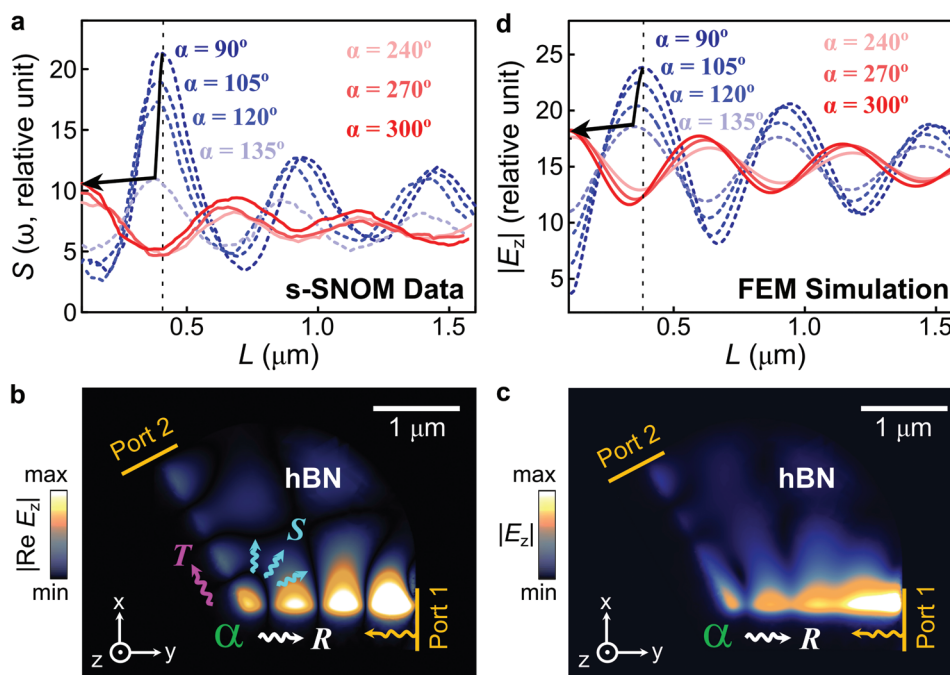 a
S (ω, relative unit)
20
15
10
5
0
α = 90°
α = 105°
α = 120°
α = 135°
α = 240°
α = 270°
α = 300°
s-SNOM Data
0.5
1.0
1.5
L (μm)
d
|E_z| (relative unit)
25
20
15
10
5
α = 90°
α = 105°
α = 120°
α = 135°
α = 240°
α = 270°
α = 300°
FEM Simulation
0.5
1.0
1.5
L (μm)
b
1 μm
Port 2
hBN
max
|Re E_z|
min
T
S
α
R
Port 1
x
z
y
c
1 μm
Port 2
hBN
max
|E_z|
min
α
R
Port 1
x
z
y